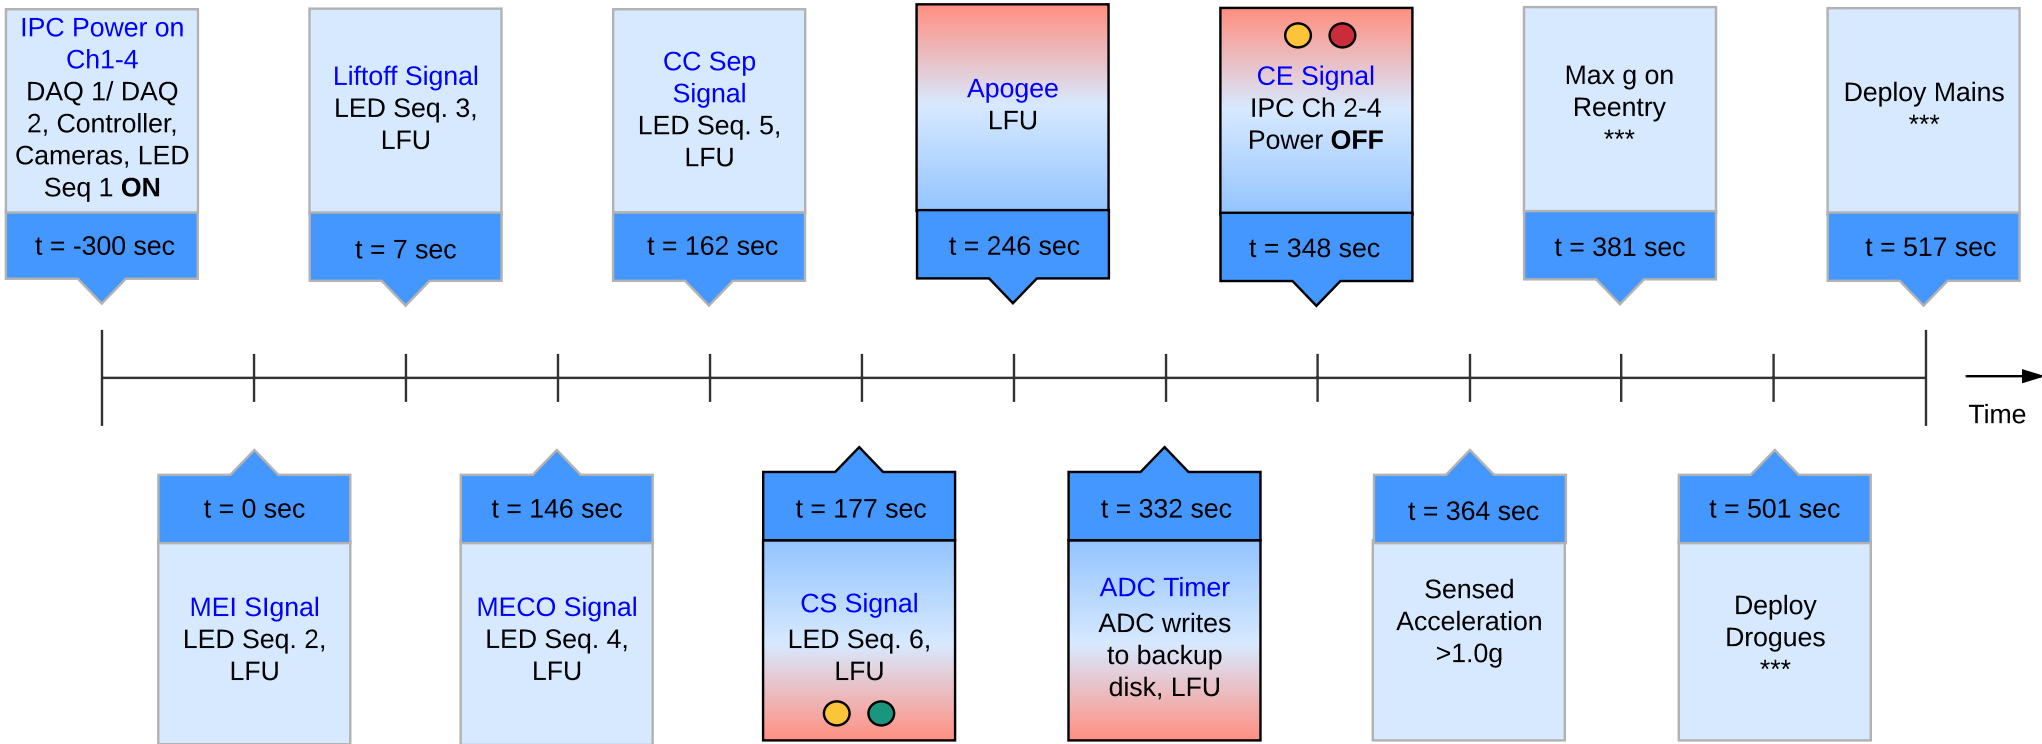 IPC Power on
Ch1-4
DAQ 1/ DAQ
2, Controller,
Cameras, LED
Seq 1 ON
t = -300 sec
Liftoff Signal
LED Seq. 3,
LFU
t = 7 sec
CC Sep
Signal
LED Seq. 5,
LFU
t = 162 sec
Apogee
LFU
t = 246 sec
CE Signal
IPC Ch 2-4
Power OFF
t = 348 sec
Max g on
Reentry
***
t = 381 sec
Deploy Mains
***
t = 517 sec
Time
t = 0 sec
MEI SIgnal
LED Seq. 2,
LFU
t = 146 sec
MECO Signal
LED Seq. 4,
LFU
t = 177 sec
CS Signal
LED Seq. 6,
LFU
t = 332 sec
ADC Timer
ADC writes
to backup
disk, LFU
t = 364 sec
Sensed
Acceleration
>1.0g
t = 501 sec
Deploy
Drogues
***